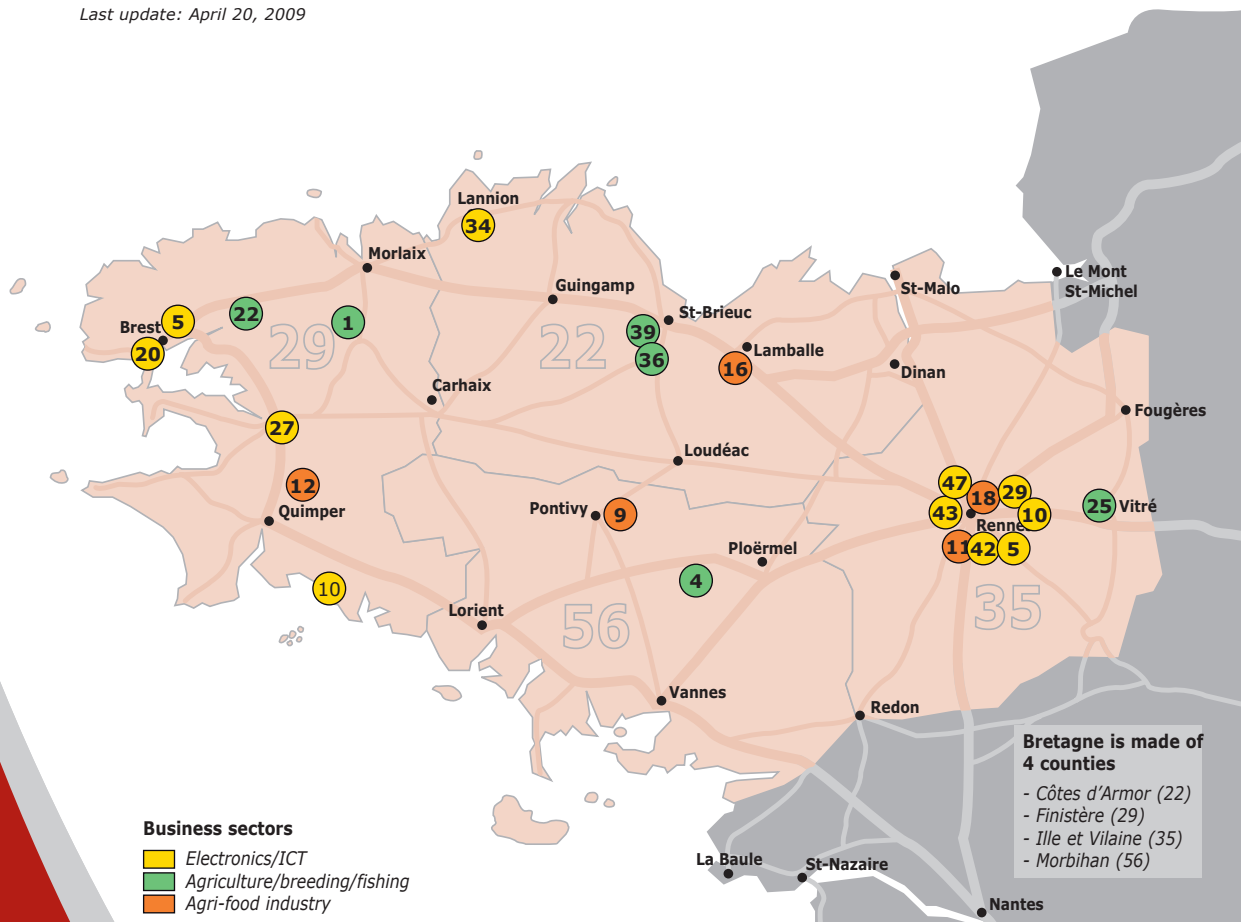 Last update: April 20, 2009
Lannion
34
Morlaix
Le Mont
St-Michel
St-Malo
Guingamp
St-Brieuc
5
22
1
Brest
29
22
39
20
36
Lamballe
16
Dinan
Carhaix
Fougères
27
Loudéac
12
47
18
29
Pontivy
9
43
10
25
Vitré
Quimper
Rennes
11
42
5
Ploërmel
4
10
Lorient
56
35
Vannes
Redon
Bretagne is made of
4 counties
- Côtes d'Armor (22)
- Finistère (29)
- Ille et Vilaine (35)
- Morbihan (56)
Business sectors
Electronics/ICT
Agriculture/breeding/fishing
Agri-food industry
La Baule
St-Nazaire
Nantes